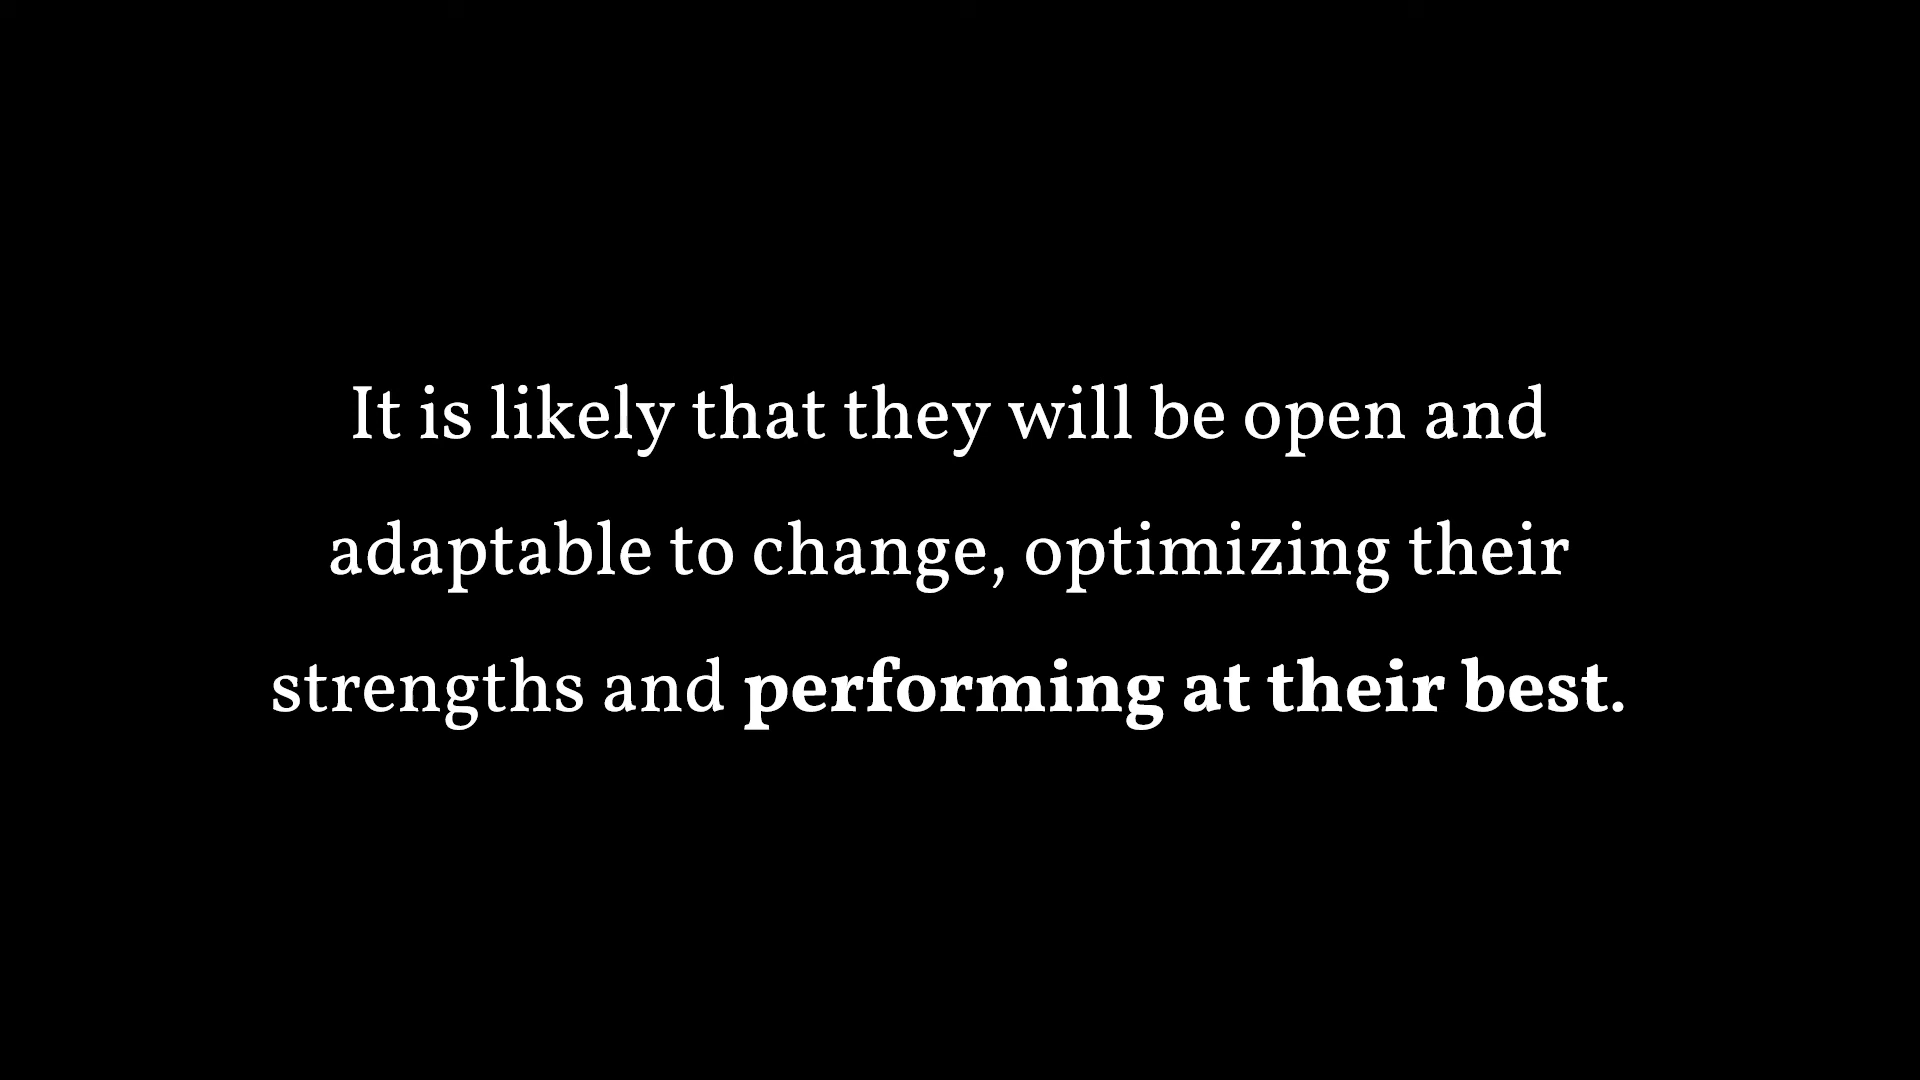 It is likely that they will be open and
adaptable to change, optimizing their
strengths and performing at their best.